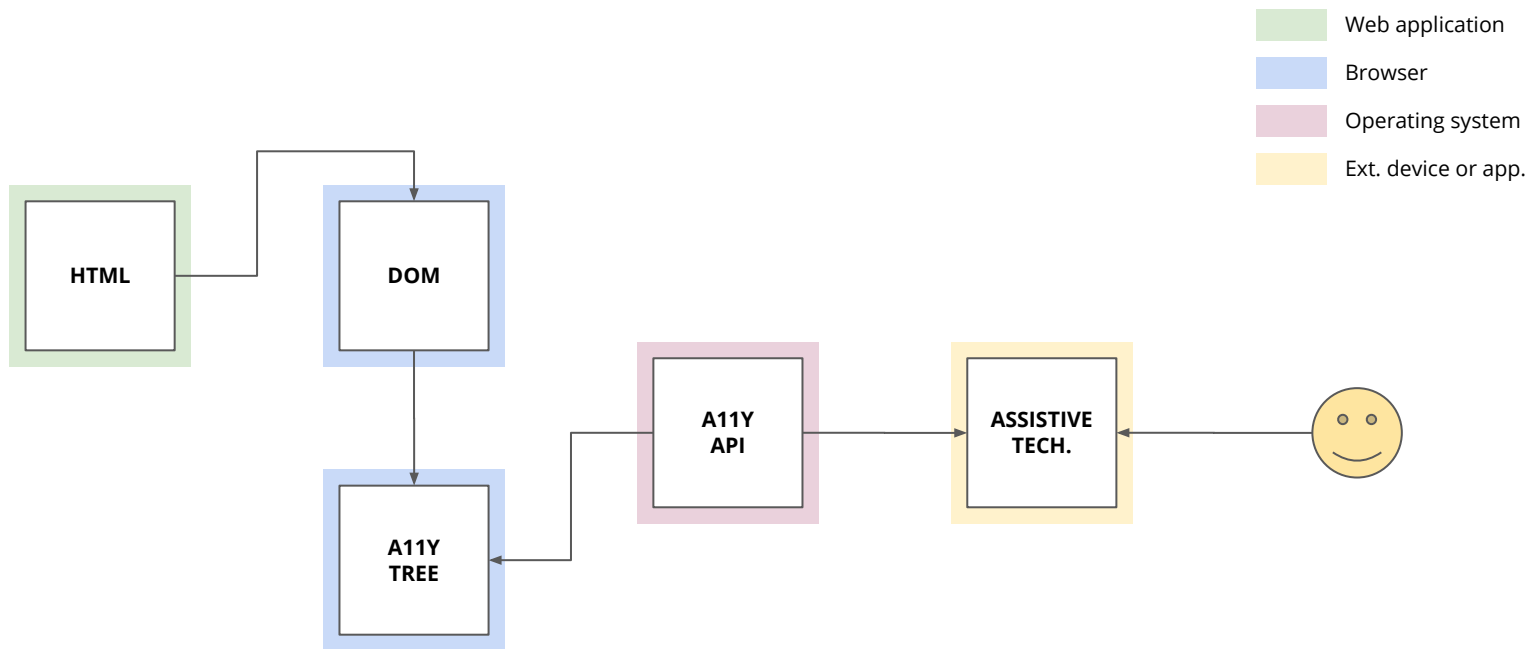 Web application
Browser
Operating system
Ext. device or app.
HTML
DOM
A11Y
API
ASSISTIVE
TECH.
A11Y
TREE